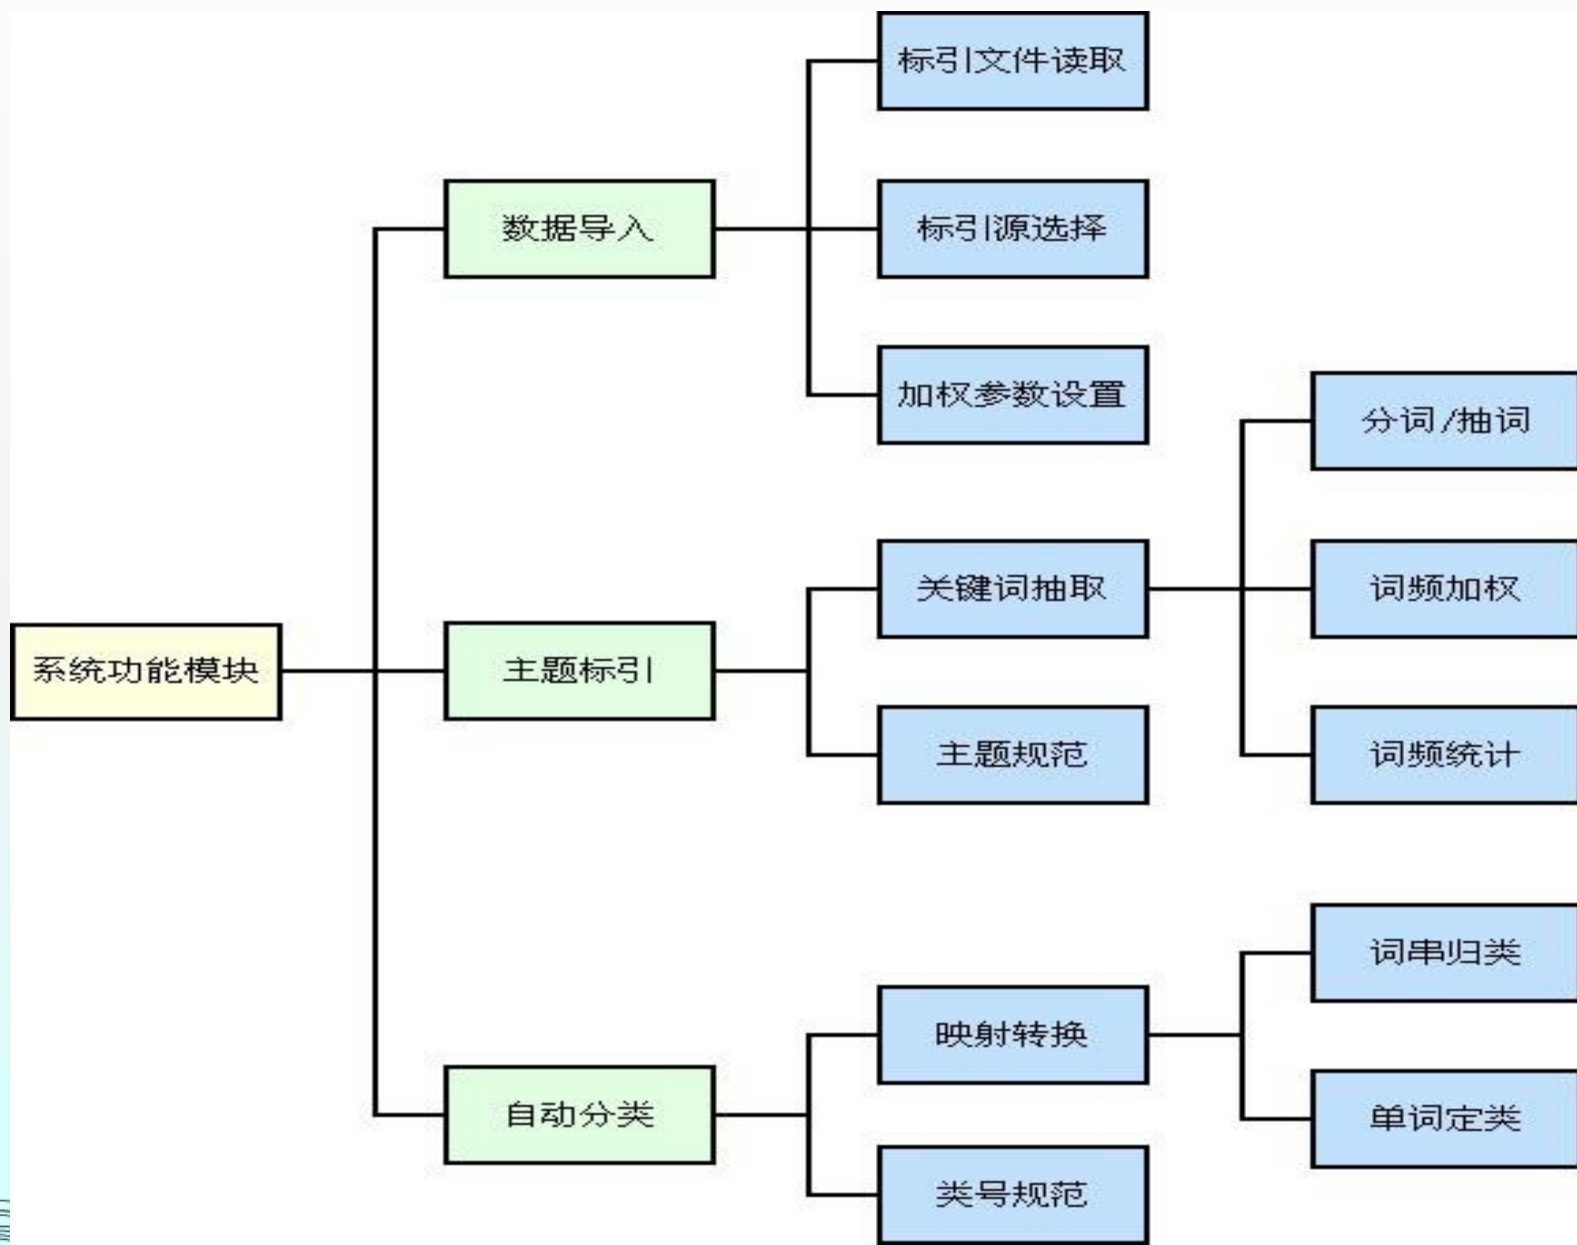 标引文件读取
数据导入
标引源选择
加权参数设置
分词/抽词
关键词抽取
词频加权
系统功能模块
主题标引
主题规范
词频统计
词串归类
映射转换
自动分类
单词定类
类号规范